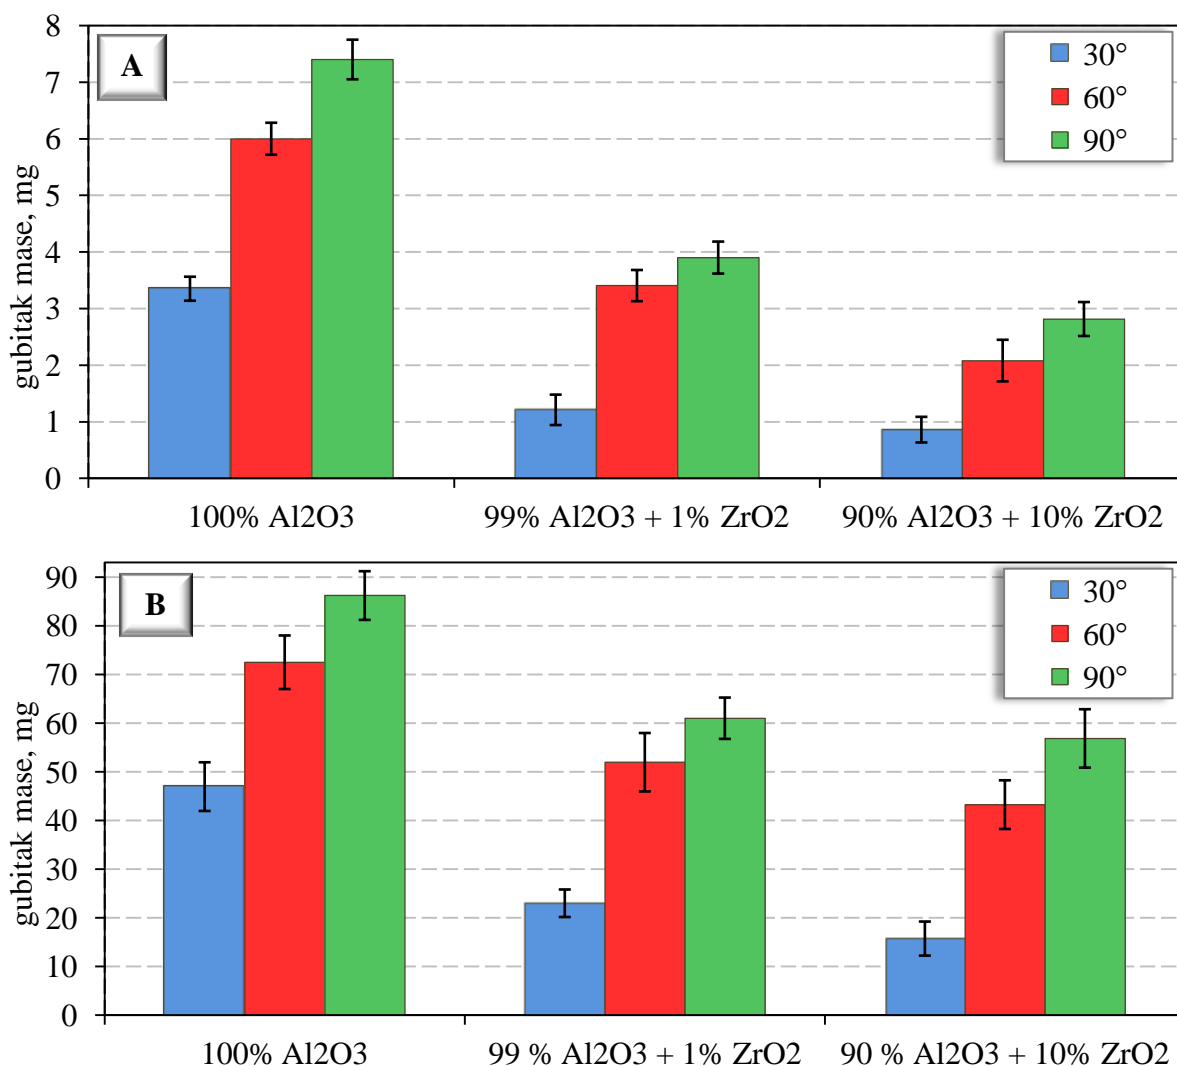 A
gubitak mase, mg
8
7
6
5
4
3
2
1
0
30°
60°
90°
100% Al2O3
99% Al2O3 + 1% ZrO2
90% Al2O3 + 10% ZrO2
B
gubitak mase, mg
90
80
70
60
50
40
30
20
10
0
30°
60°
90°
100% Al2O3
99 % Al2O3 + 1% ZrO2
90 % Al2O3 + 10% ZrO2